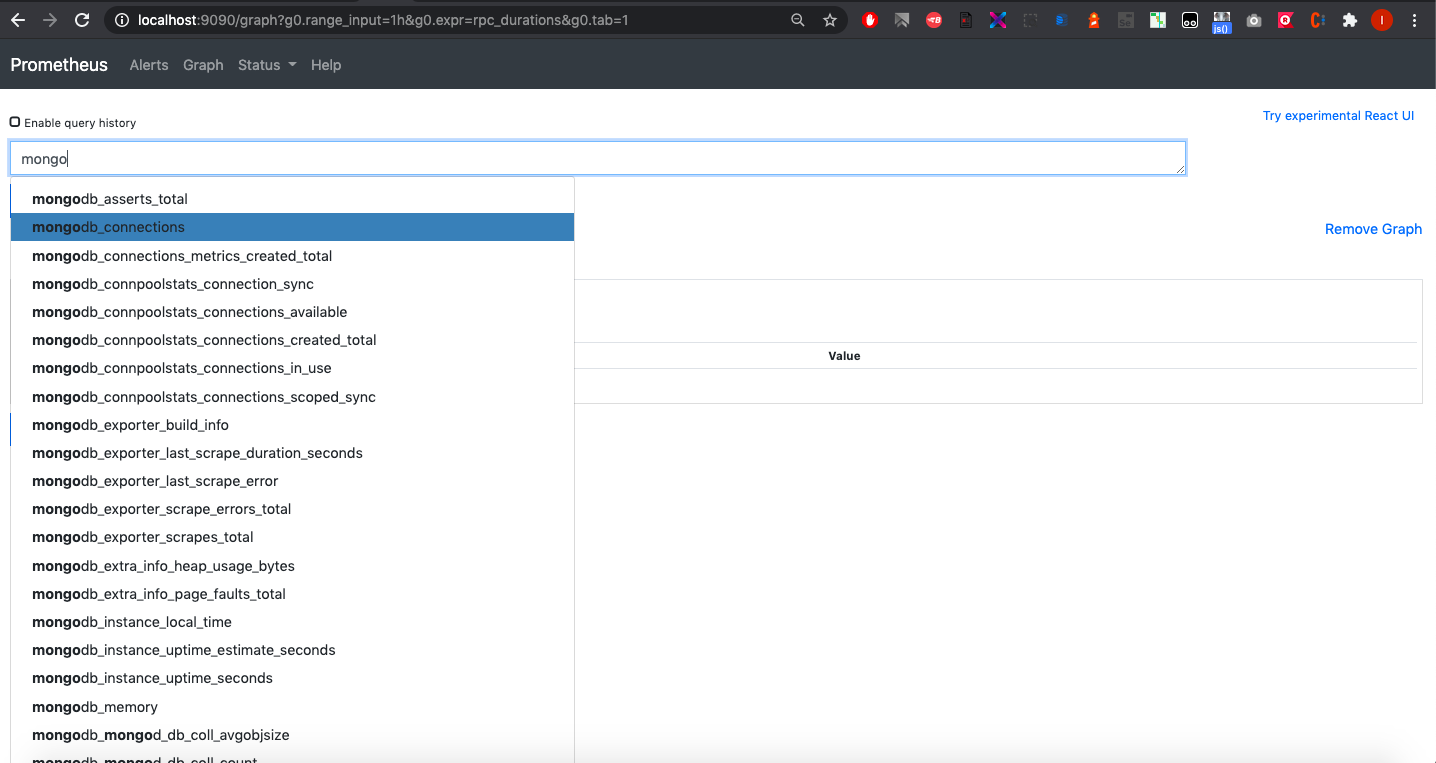 localhost:9090/graph?g0.range_input=1h&g0.expr=rpc_durations&g0.tab=1
js()
I
Prometheus Alerts Graph Status Help
Enable query history
Try experimental React UI
mongo
mongodb_asserts_total
mongodb_connections
Remove Graph
mongodb_connections_metrics_created_total
mongodb_connpoolstats_connection_sync
mongodb_connpoolstats_connections_available
mongodb_connpoolstats_connections_created_total
Value
mongodb_connpoolstats_connections_in_use
mongodb_connpoolstats_connections_scoped_sync
mongodb_exporter_build_info
mongodb_exporter_last_scrape_duration_seconds
mongodb_exporter_last_scrape_error
mongodb_exporter_scrape_errors_total
mongodb_exporter_scrapes_total
mongodb_extra_info_heap_usage_bytes
mongodb_extra_info_page_faults_total
mongodb_instance_local_time
mongodb_instance_uptime_estimate_seconds
mongodb_instance_uptime_seconds
mongodb_memory
mongodb_mongod_db_coll_avgobjsize
mongodb_mongod_db_coll_count